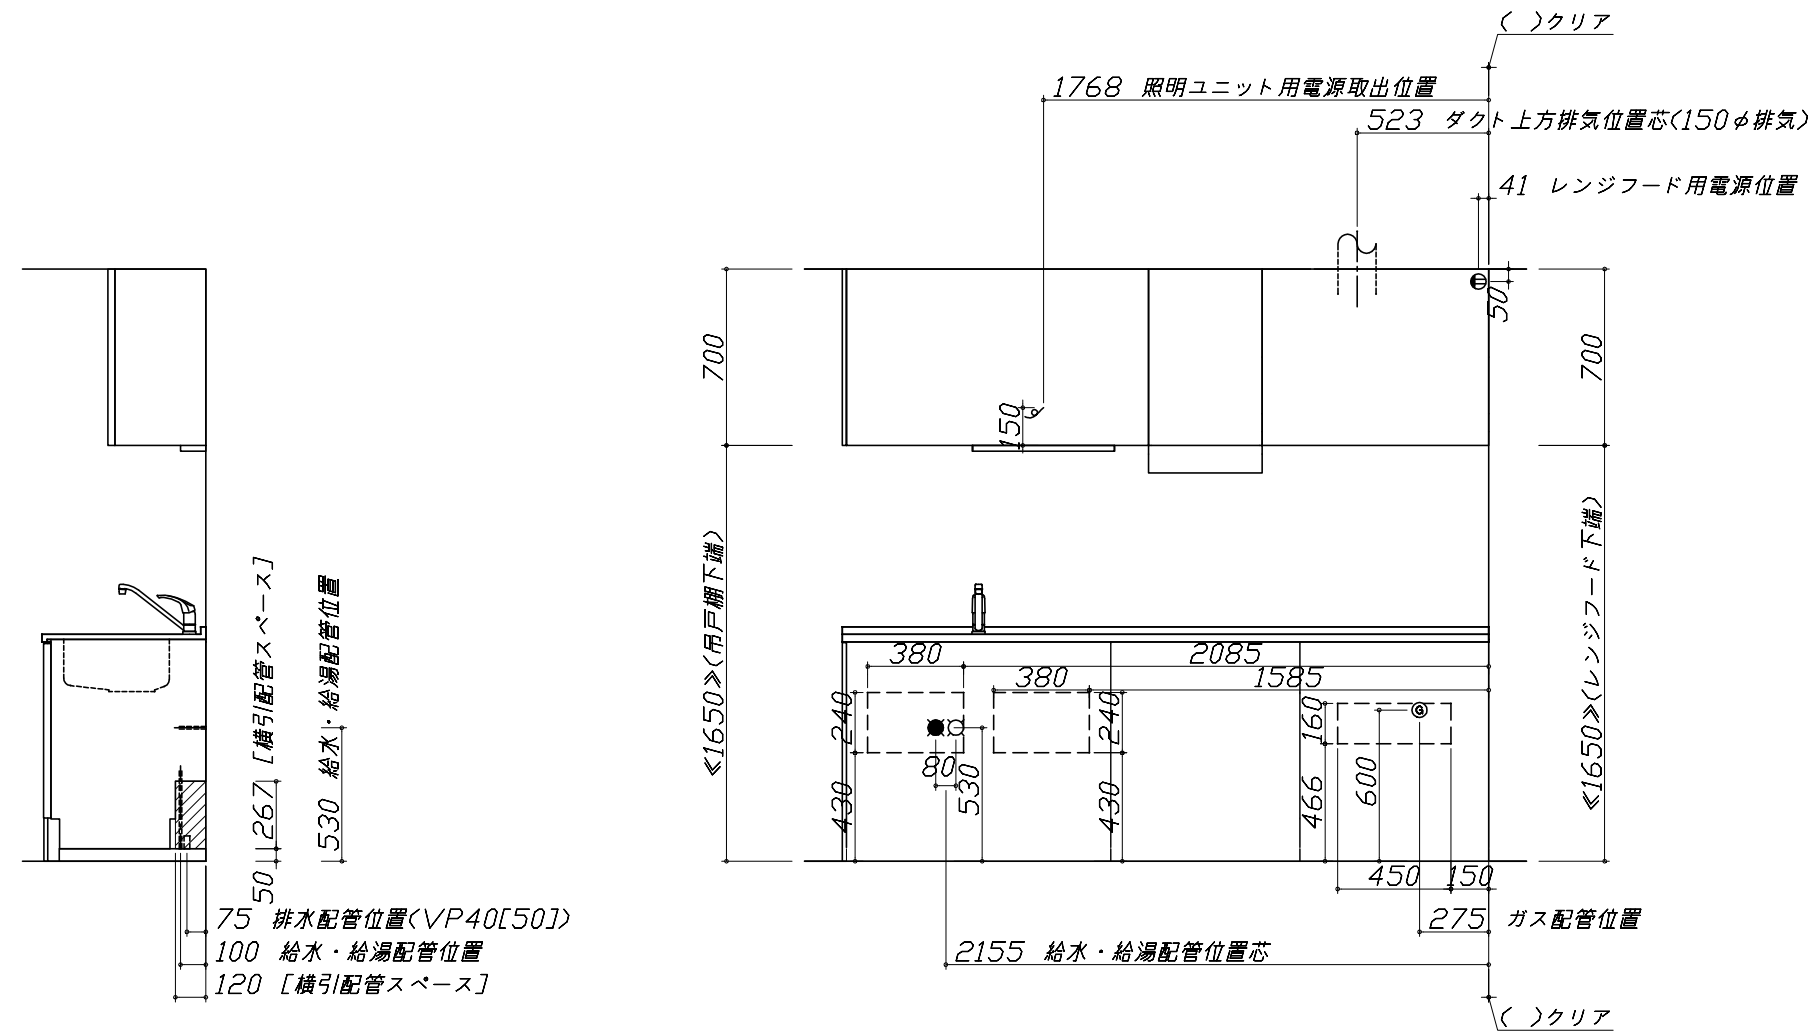 ( )クリア
1768 照明ユニット用電源取出位置
523 ダクト上方排気位置芯(150φ排気)
41 レンジフード用電源位置
50
700
700
150
≪1650≫(吊戸棚下端)
≪1650≫(レンジフード下端)
380
2085
380
1585
240
240
160
80
530
430
430
466
600
G
450
150
275 ガス配管位置
2155 給水・給湯配管位置芯
( )クリア
267 [横引配管スペース]
530 給水・給湯配管位置
50
75 排水配管位置(VP40[50])
100 給水・給湯配管位置
120 [横引配管スペース]